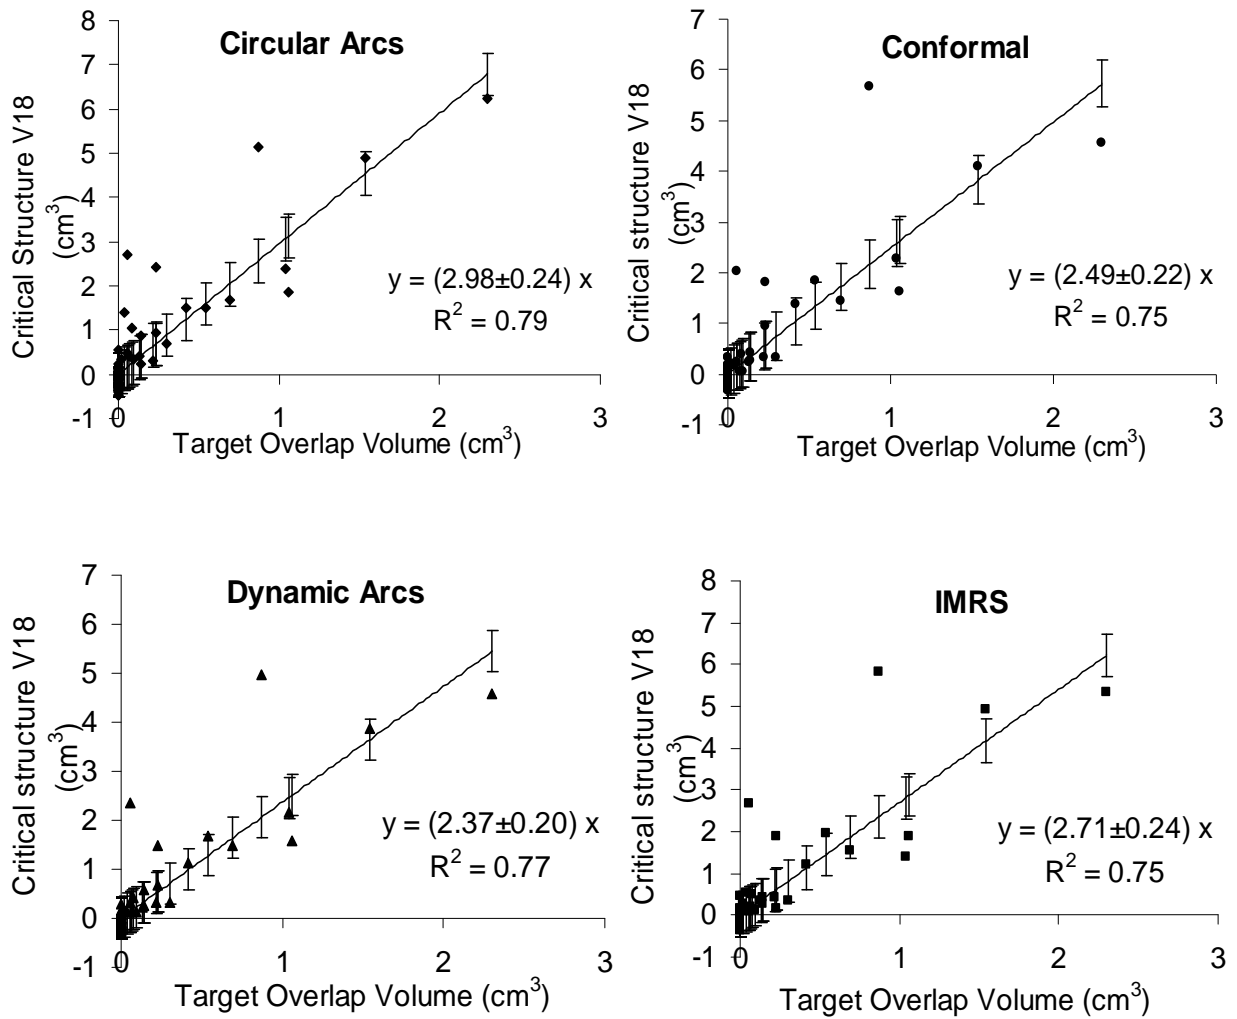 Circular Arcs
Critical Structure V18
(cm³)
8
7
6
5
4
3
2
1
0
-1
0
1
2
3
y = (2.98±0.24) x
R² = 0.79
Target Overlap Volume (cm³)
Conformal
Critical structure V18
(cm³)
7
6
5
4
3
2
1
0
-1
0
1
2
3
y = (2.49±0.22) x
R² = 0.75
Target Overlap Volume (cm³)
Dynamic Arcs
Critical structure V18
(cm³)
7
6
5
4
3
2
1
0
-1
0
1
2
3
y = (2.37±0.20) x
R² = 0.77
Target Overlap Volume (cm³)
IMRS
Critical structure V18
(cm³)
8
7
6
5
4
3
2
1
0
-1
0
1
2
3
y = (2.71±0.24) x
R² = 0.75
Target Overlap Volume (cm³)